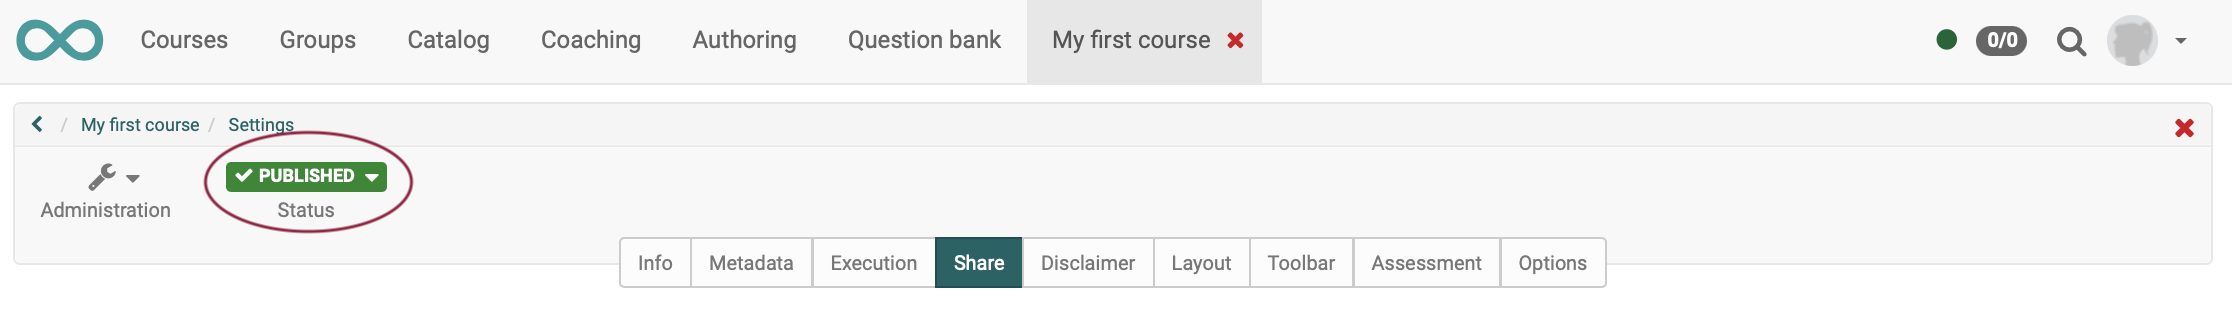 Courses Groups Catalog Coaching Authoring Question bank My first course 0/0
/ My first course / Settings
PUBLISHED
Administration Status
Info Metadata Execution Share Disclaimer Layout Toolbar Assessment Options